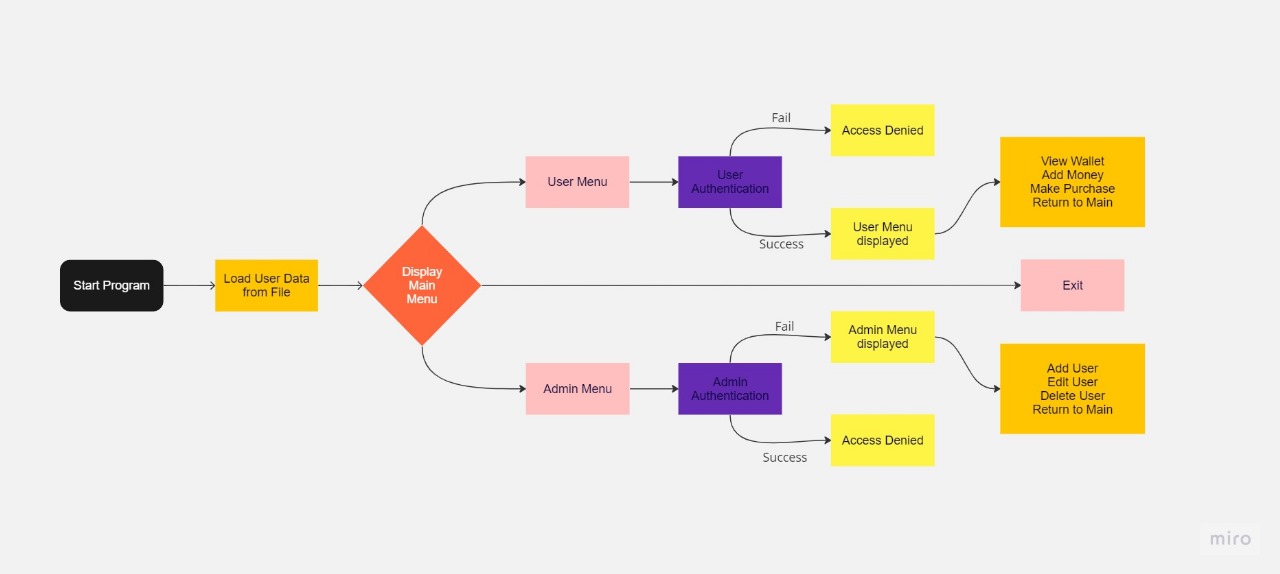 Start Program
Load User Data
from File
Display
Main
Menu
User Menu
User
Authentication
Fail
Access Denied
Success
User Menu
displayed
View Wallet
Add Money
Make Purchase
Return to Main
Exit
Admin Menu
Admin
Authentication
Fail
Admin Menu
displayed
Add User
Edit User
Delete User
Return to Main
Success
Access Denied
miro